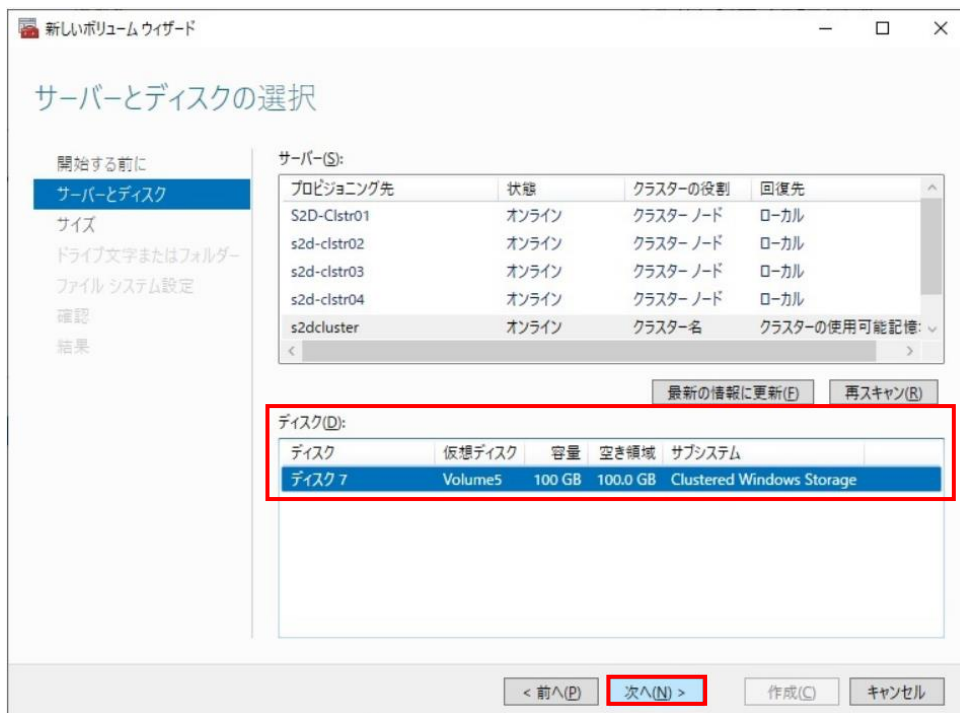 新しいボリューム ウィザード
サーバーとディスクの選択
開始する前に
サーバーとディスク
サイズ
ドライブ文字またはフォルダー
ファイル システム設定
確認
結果
サーバー(S):
プロビジョニング先 状態 クラスターの役割 回復先
S2D-Clstr01 オンライン クラスター ノード ローカル
s2d-clstr02 オンライン クラスター ノード ローカル
s2d-clstr03 オンライン クラスター ノード ローカル
s2d-clstr04 オンライン クラスター ノード ローカル
s2dcluster オンライン クラスター名 クラスターの使用可能記憶
最新の情報に更新(F) 再スキャン(R)
ディスク(D):
ディスク 仮想ディスク 容量 空き領域 サブシステム
ディスク 7 Volume5 100 GB 100.0 GB Clustered Windows Storage
< 前へ(P) 次へ(N) > 作成(C) キャンセル